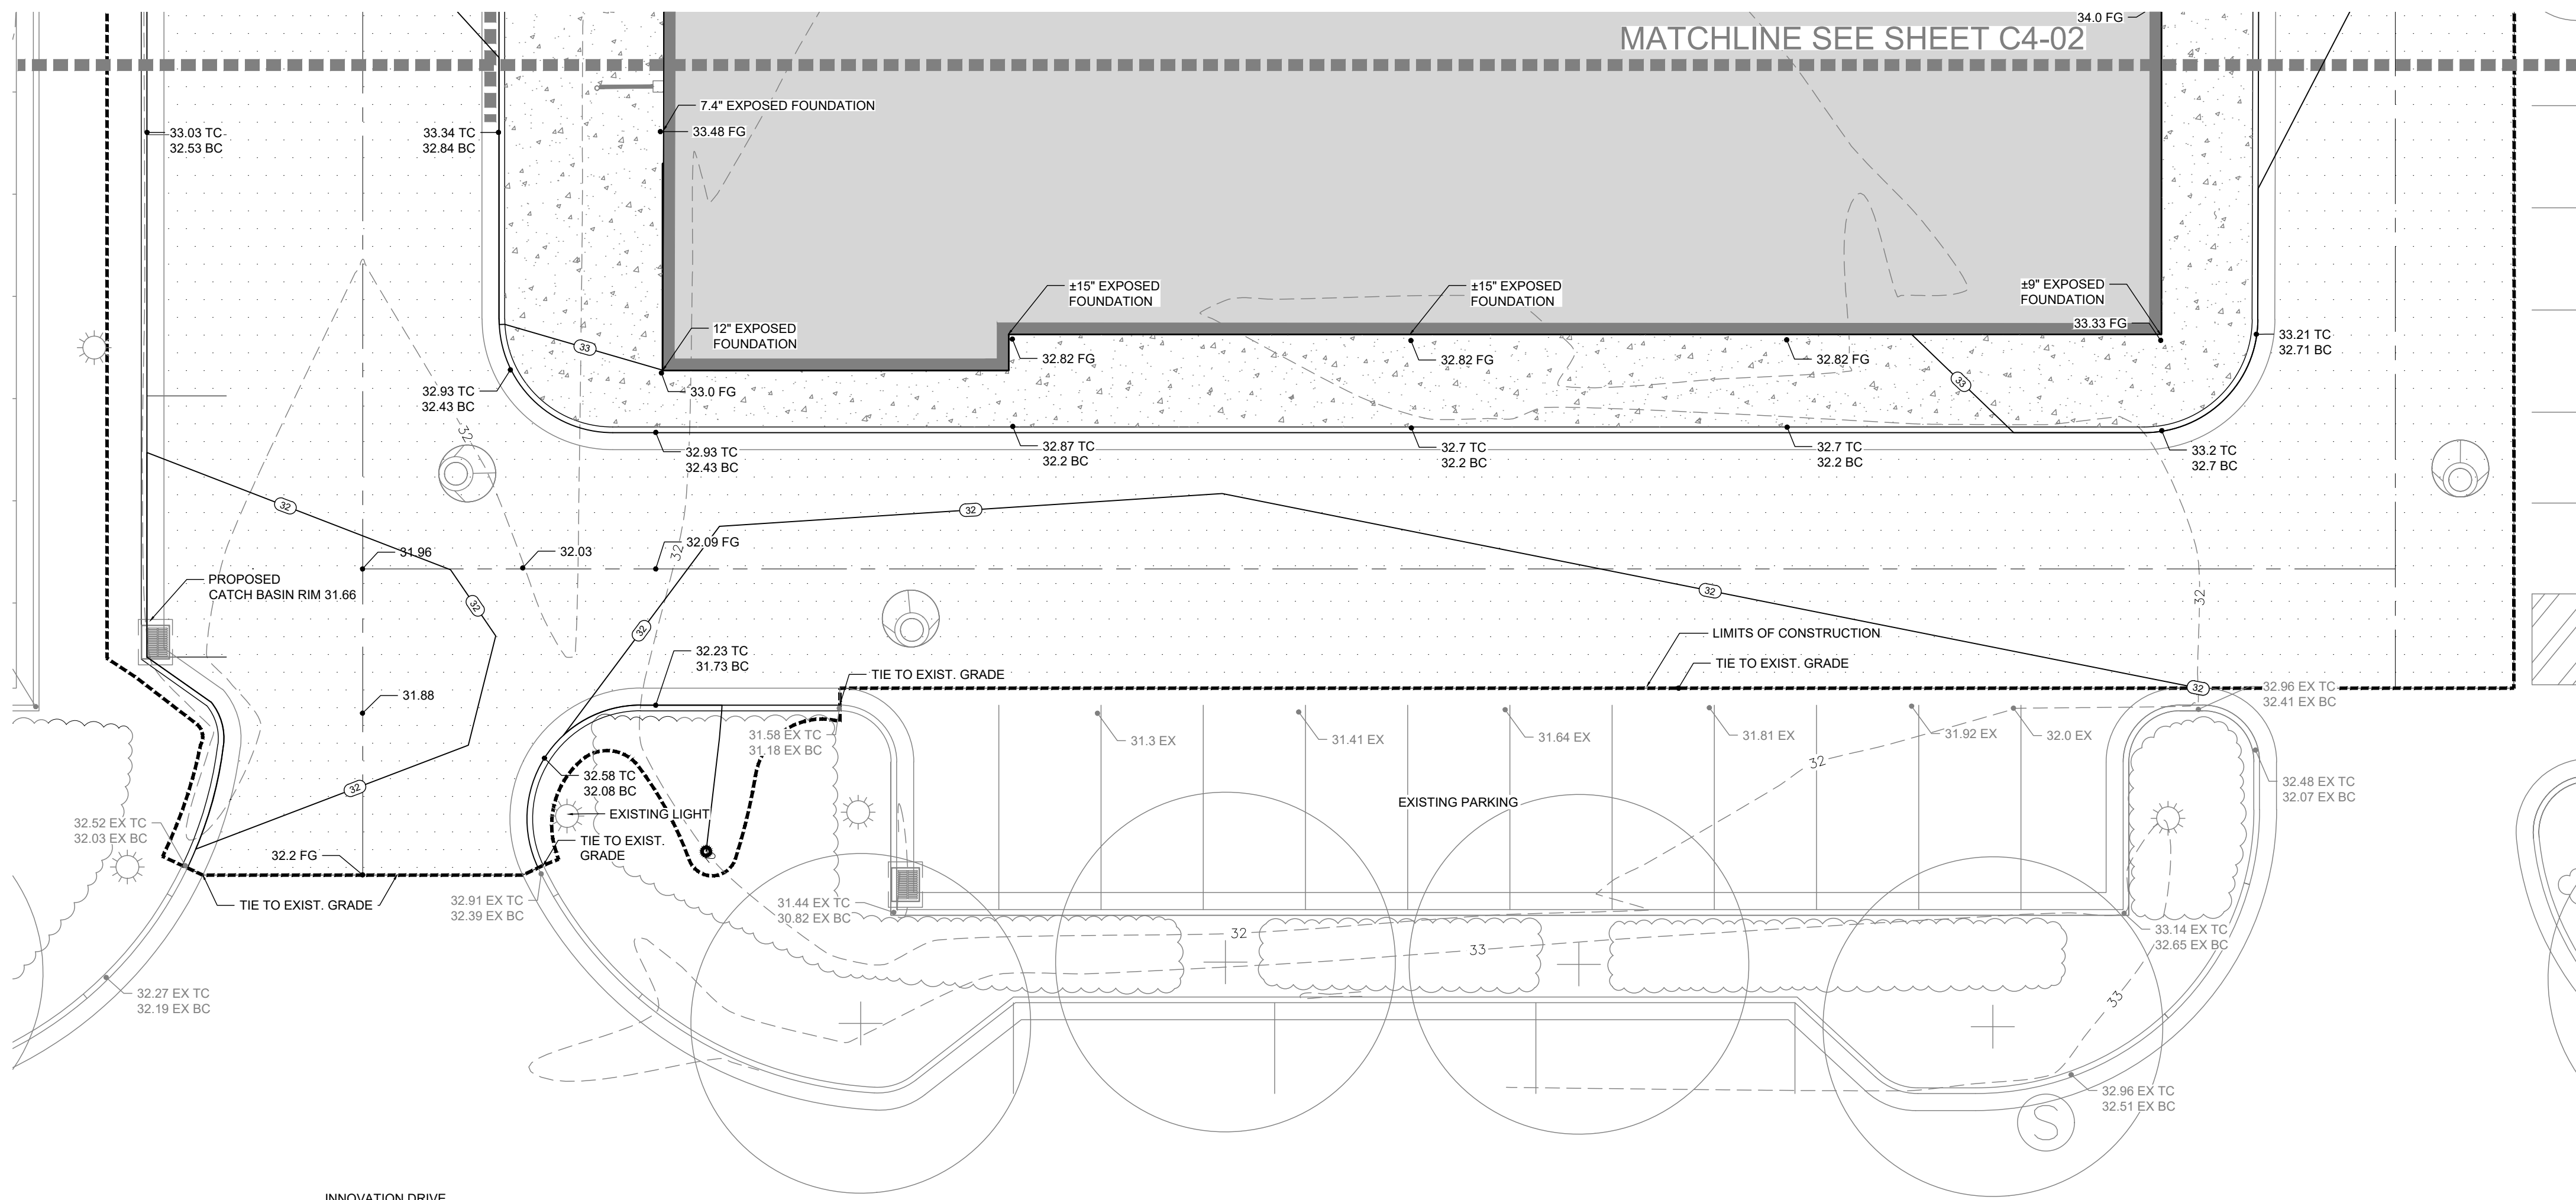 34.0 FG
MATCHLINE SEE SHEET C4-02
7.4" EXPOSED FOUNDATION
33.48 FG
33.03 TC
32.53 BC
33.34 TC
32.84 BC
±15" EXPOSED
FOUNDATION
±15" EXPOSED
FOUNDATION
±9" EXPOSED
FOUNDATION
33.33 FG
12" EXPOSED
FOUNDATION
33
32.82 FG
32.82 FG
32.82 FG
33.21 TC
32.71 BC
33
32.93 TC
32.43 BC
33.0 FG
32
32.93 TC
32.43 BC
32.87 TC
32.2 BC
32.7 TC
32.2 BC
32.7 TC
32.2 BC
33.2 TC
32.7 BC
32
32
31.96
32.03
32.09 FG
32
PROPOSED
CATCH BASIN RIM 31.66
32
32
32
32
LIMITS OF CONSTRUCTION
32.23 TC
31.73 BC
TIE TO EXIST. GRADE
TIE TO EXIST. GRADE
31.88
32
32.96 EX TC
32.41 EX BC
31.58 EX TC
31.18 EX BC
31.3 EX
31.41 EX
31.64 EX
31.81 EX
31.92 EX
32.0 EX
32
32.58 TC
32.08 BC
32.48 EX TC
32.07 EX BC
32
EXISTING PARKING
EXISTING LIGHT
32.52 EX TC
32.03 EX BC
TIE TO EXIST.
GRADE
32.2 FG
TIE TO EXIST. GRADE
32.91 EX TC
32.39 EX BC
31.44 EX TC
30.82 EX BC
32
33
33.14 EX TC
32.65 EX BC
32.27 EX TC
32.19 EX BC
33
32.96 EX TC
32.51 EX BC
S
INNOVATION DRIVE